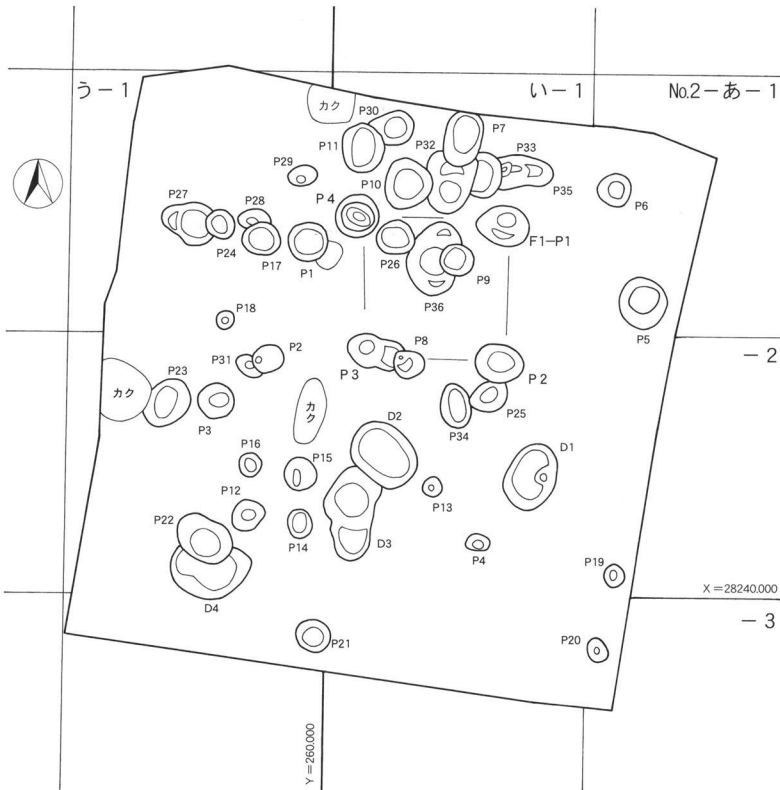 う－1
い－1
No.2－あ－1
カク
P30
P7
P11
P32
P33
P29
P35
P10
P27
P28
P 4
P6
F1－P1
P24
P17
P1
P26
P9
P36
P18
P5
P31
P2
P8
－2
P 3
P 2
P23
カク
カク
P3
P25
P34
D2
D1
P16
P15
P13
P12
P14
P22
D3
P4
P19
D4
X＝28240.000
－3
P21
P20
Y＝260.000